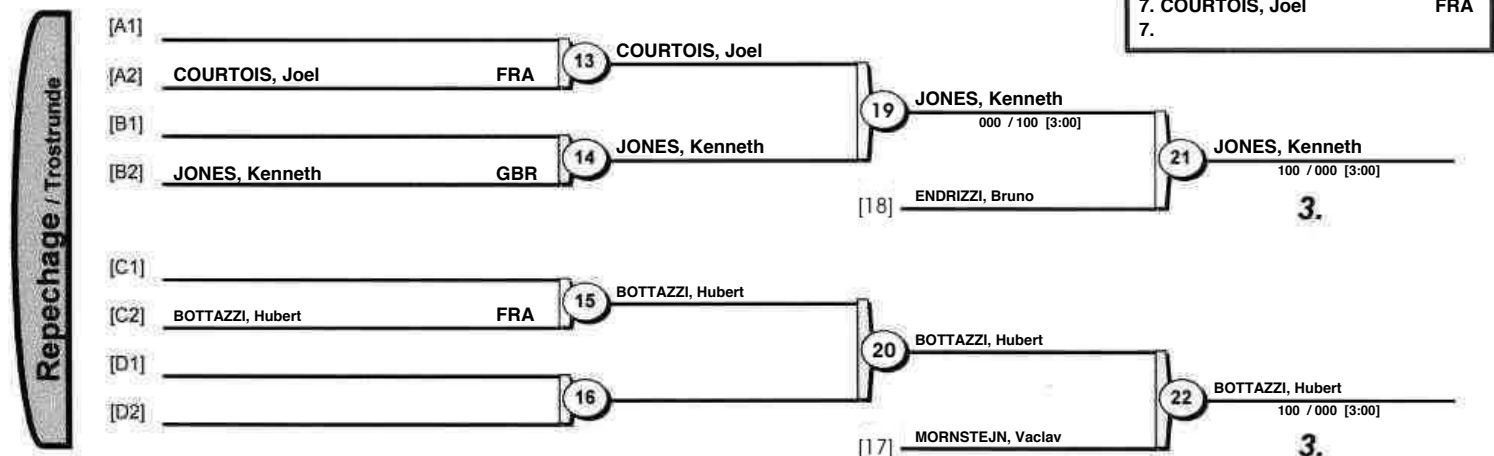 7. COURTOIS, Joel FRA
7.
Repechage / Trostrunde
[A1]
[A2] COURTOIS, Joel FRA
13 COURTOIS, Joel
[B1]
[B2] JONES, Kenneth GBR
14 JONES, Kenneth
19 JONES, Kenneth
000 / 100 [3:00]
[18] ENDRIZZI, Bruno
21 JONES, Kenneth
100 / 000 [3:00]
3.
[C1]
[C2] BOTTAZZI, Hubert FRA
15 BOTTAZZI, Hubert
[D1]
[D2]
16
20 BOTTAZZI, Hubert
[17] MORNSTEJN, Vaclav
22 BOTTAZZI, Hubert
100 / 000 [3:00]
3.